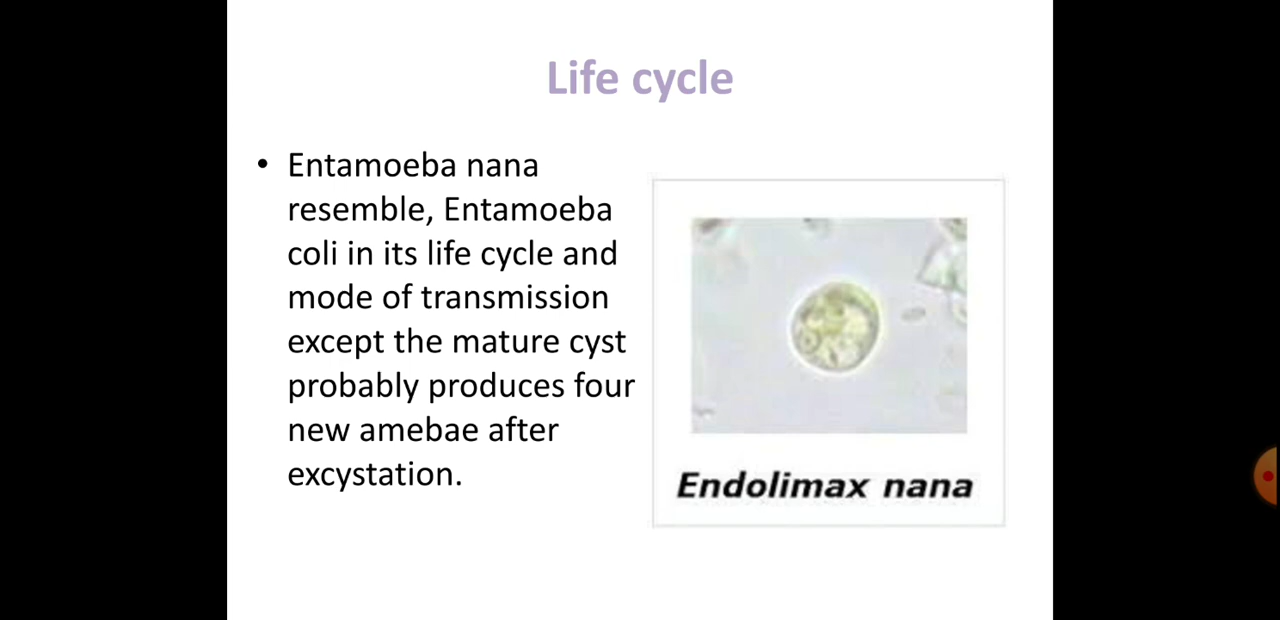 Life cycle
• Entamoeba nana
resemble, Entamoeba
coli in its life cycle and
mode of transmission
except the mature cyst
probably produces four
new amebae after
excystation.
Endolimax nana